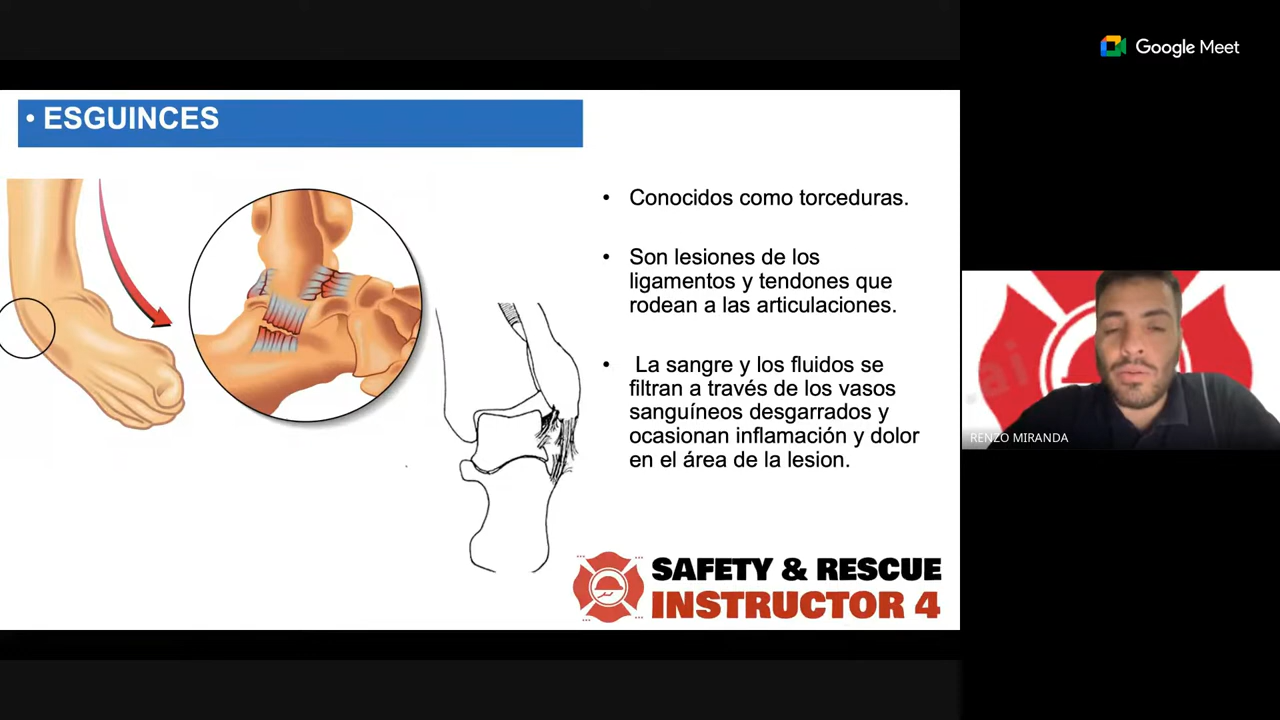 Google Meet
• ESGUINCES
• Conocidos como torceduras.
• Son lesiones de los
ligamentos y tendones que
rodean a las articulaciones.
• La sangre y los fluidos se
filtran a través de los vasos
sanguíneos desgarrados y
ocasionan inflamación y dolor
en el área de la lesion.
RENZO MIRANDA
SAFETY & RESCUE
INSTRUCTOR 4